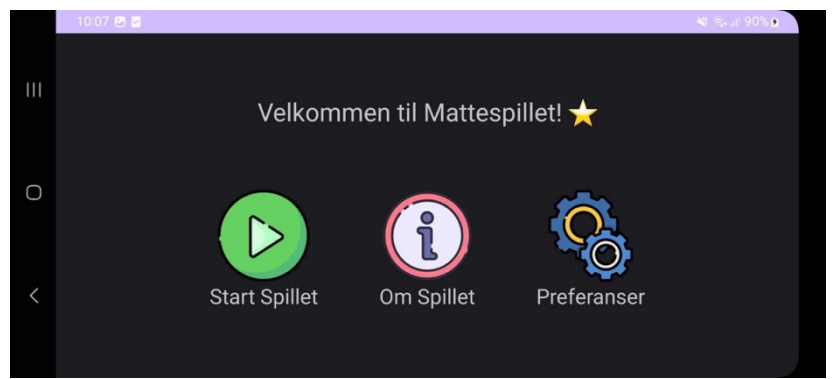 10:07 90%
Velkommen til Mattespillet!
Start Spillet Om Spillet Preferanser